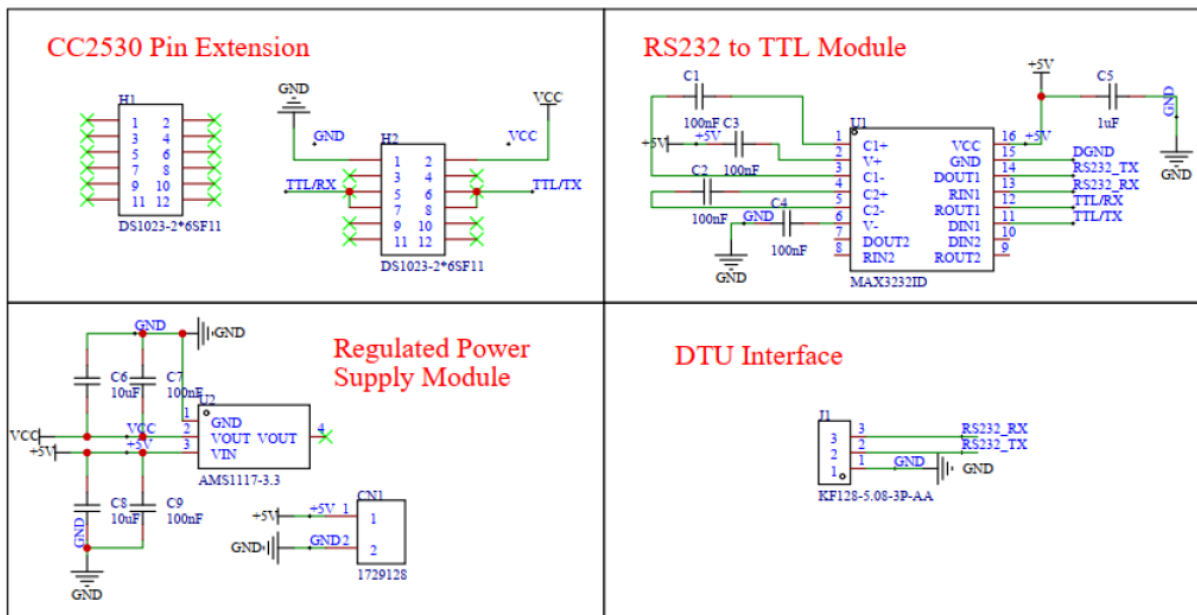 CC2530 Pin Extension
H1
1 2
3 4
5 6
7 8
9 10
11 12
DS1023-2*6SF11
GND
GND
VCC
VCC
H2
1 2
3 4
TTL/RX 5 6 TTL/TX
7 8
9 10
11 12
DS1023-2*6SF11
RS232 to TTL Module
C1
100nF
+5V +5V C3
100nF
C2
100nF
GND C4
100nF
GND
U1
1 C1+
2 V+
3 C1-
4 C2+
5 C2-
6 V-
7 DOUT2
8 RIN2
VCC 16 +5V
GND 15 DGND
DOUT1 14 RS232_TX
RIN1 13 RS232_RX
ROUT1 12 TTL/RX
DIN1 11 TTL/TX
DIN2 10
ROUT2 9
MAX3232ID
+5V
C5
1uF
GND
GND
Regulated Power
Supply Module
GND GND
C6 C7
10uF 100nF
U2
1 GND
VCC VCC 2 VOUT VOUT 4
+5V +5V 3 VIN
AMS1117-3.3
C8 C9
10uF 100nF
GND
GND
CN1
+5V +5V 1 1
GND GND 2 2
1729128
DTU Interface
J1
3 3 RS232_RX
2 2 RS232_TX
1 1 GND GND
KF128-5.08-3P-AA